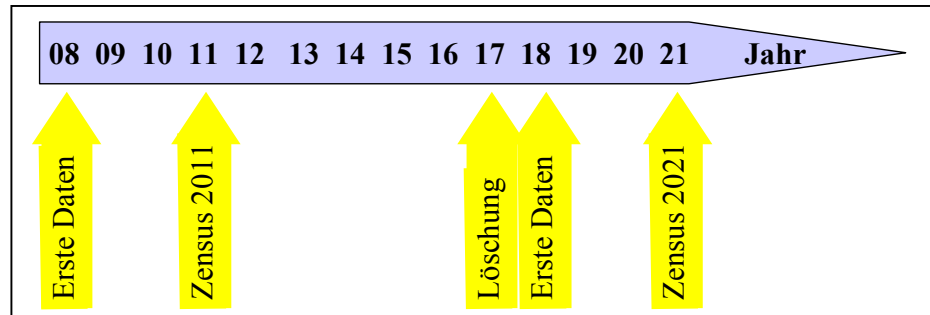 08 09 10 11 12 13 14 15 16 17 18 19 20 21 Jahr
Erste Daten
Zensus 2011
Löschung
Erste Daten
Zensus 2021